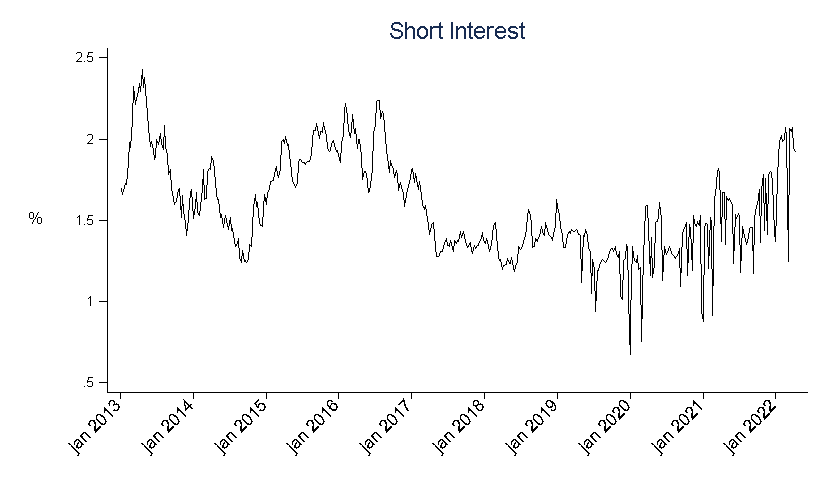 Short Interest
2.5
2
%
1.5
1
.5
Jan 2013
Jan 2014
Jan 2015
Jan 2016
Jan 2017
Jan 2018
Jan 2019
Jan 2020
Jan 2021
Jan 2022